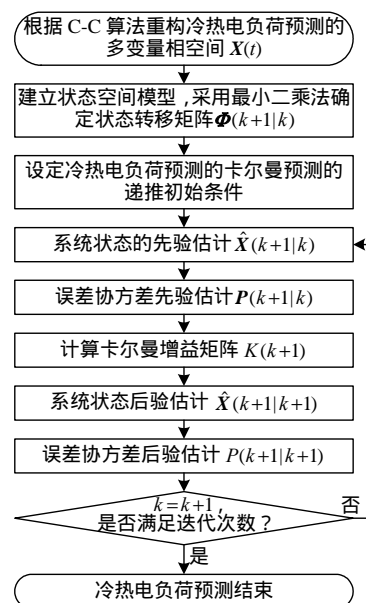 根据 C-C 算法重构冷热电负荷预测的
多变量相空间 X(t)
建立状态空间模型，采用最小二乘法确
定状态转移矩阵Φ(k+1|k)
设定冷热电负荷预测的卡尔曼预测的
递推初始条件
系统状态的先验估计 X̂(k+1|k)
误差协方差先验估计P(k+1|k)
计算卡尔曼增益矩阵 K(k+1)
系统状态后验估计 X̂(k+1|k+1)
误差协方差后验估计 P(k+1|k+1)
k=k+1，
是否满足迭代次数？
否
是
冷热电负荷预测结束